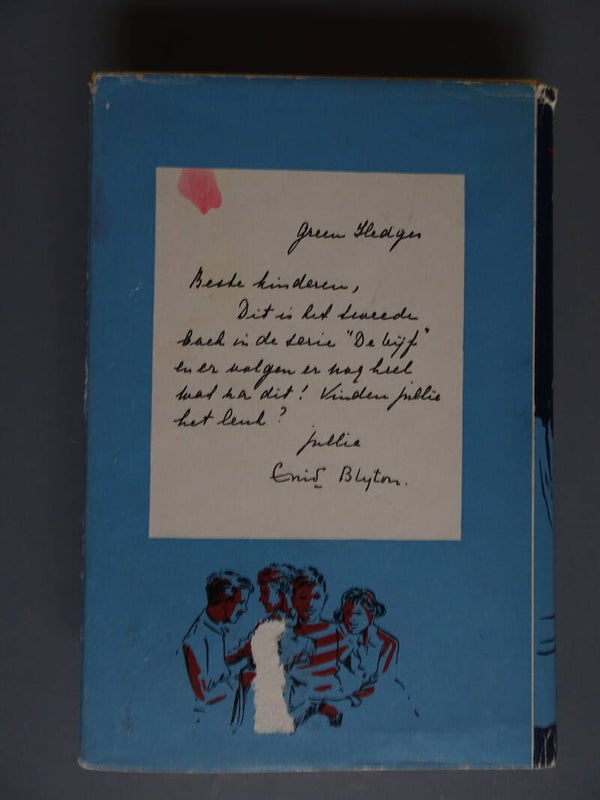 Green Hedges
Beste kinderen,
Dit is het tweede
boek in de serie "De vijf"
en er volgen er nog heel
wat na dit! Vinden jullie
het leuk?
jullie
Enid Blyton.